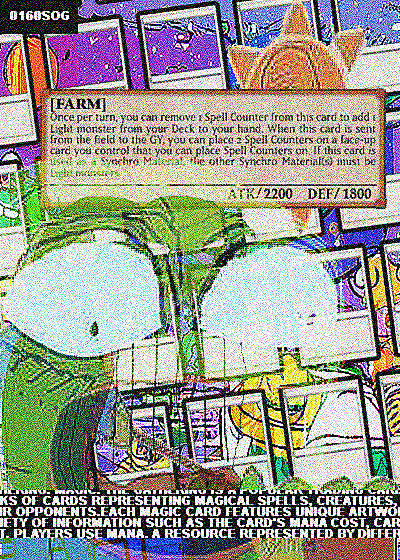 0160SOG
[FARM]
Once per turn, you can remove 1 Spell Counter from this card to add 1
Light monster from your Deck to your hand. When this card is sent
from the field to the GY, you can place 2 Spell Counters on a face-up
card you control that you can place Spell Counters on. If this card is
used as a Synchro Material, the other Synchro Material(s) must be
Light monsters.
ATK/2200 DEF/1800
KS OF CARDS REPRESENTING MAGICAL SPELLS, CREATURES,
R OPPONENTS.EACH MAGIC CARD FEATURES UNIQUE ARTWO
IETY OF INFORMATION SUCH AS THE CARD'S MANA COST, CAR
T. PLAYERS USE MANA, A RESOURCE REPRESENTED BY DIFFER